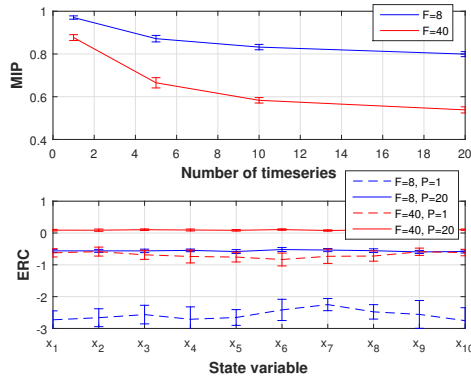 F=8
F=40
MIP
1
0.8
0.6
0.4
0 2 4 6 8 10 12 14 16 18 20
Number of timeseries
F=8, P=1
F=8, P=20
F=40, P=1
F=40, P=20
ERC
1
0
-1
-2
-3
x1 x2 x3 x4 x5 x6 x7 x8 x9 x10
State variable